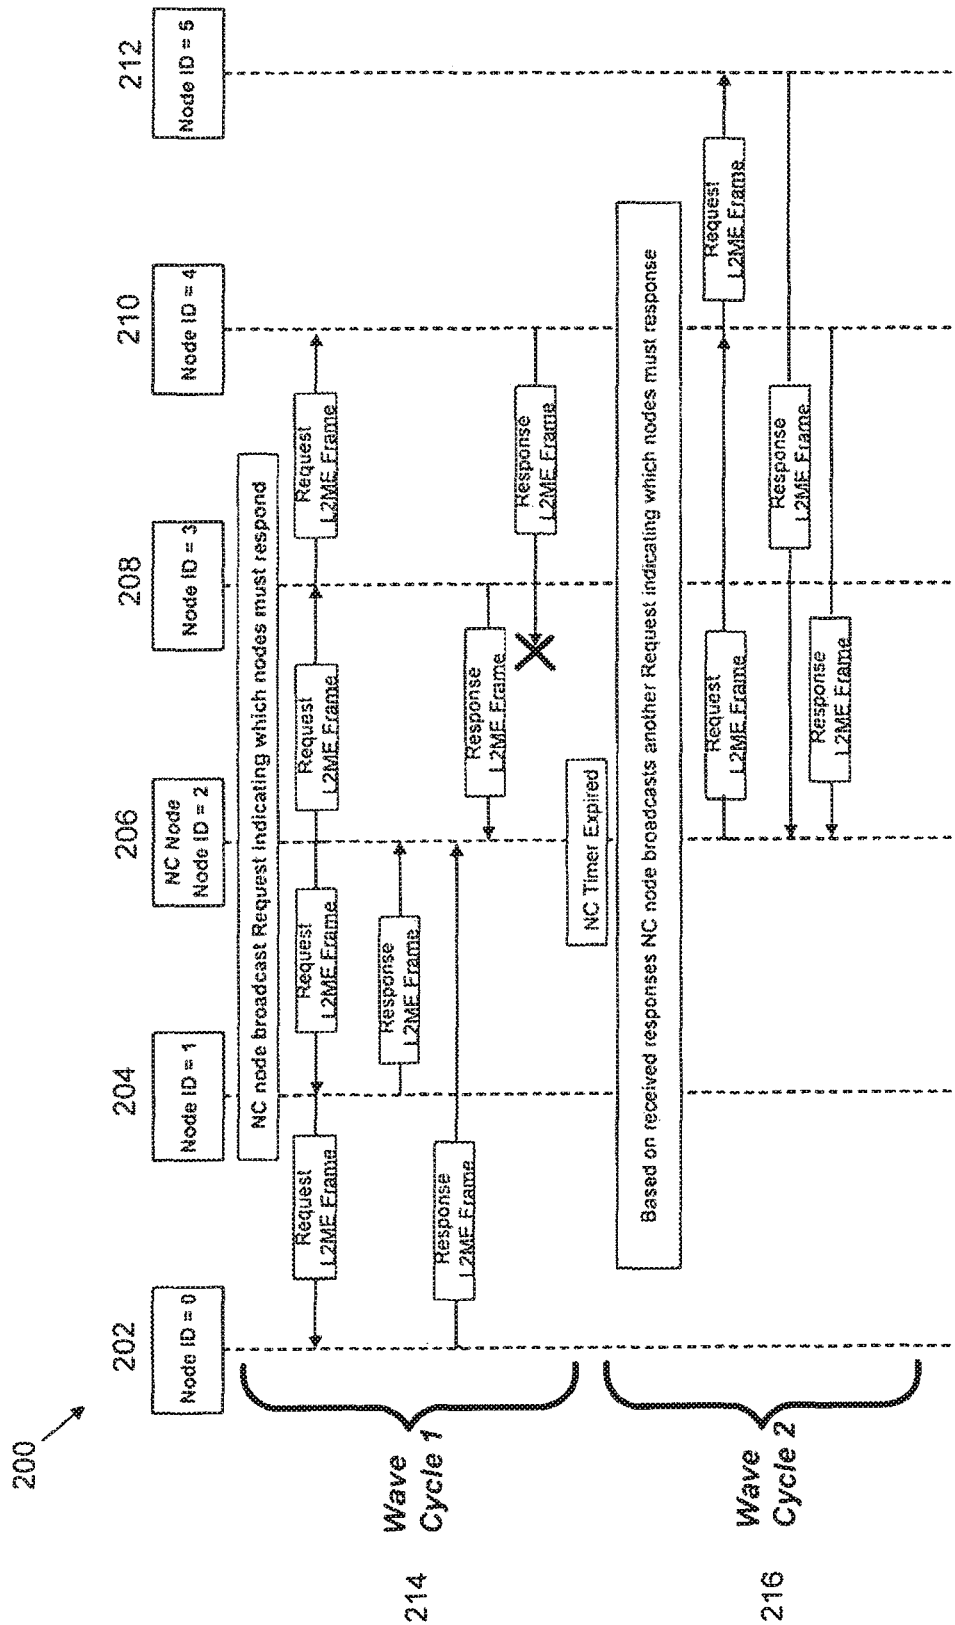 200
202
204
206
208
210
212
Node ID = 0
Node ID = 1
NC Node
Node ID = 2
Node ID = 3
Node ID = 4
Node ID = 5
Wave
Cycle 1
214
NC node broadcast Request indicating which nodes must respond
Request
L2ME Frame
Request
L2ME Frame
Request
L2ME Frame
Request
L2ME Frame
Response
L2ME Frame
Response
L2ME Frame
Response
L2ME Frame
Response
L2ME Frame
NC Timer Expired
Wave
Cycle 2
216
Based on received responses NC node broadcasts another Request indicating which nodes must response
Request
L2ME Frame
Request
L2ME Frame
Response
L2ME Frame
Response
L2ME Frame